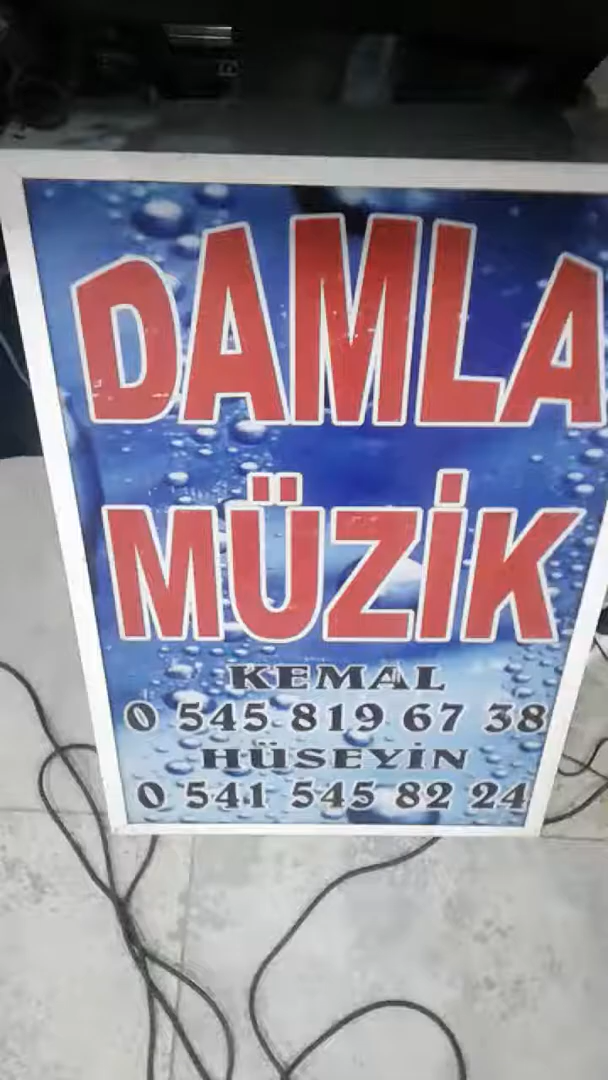 DAMLA
MÜZİK
KEMAL
0 545 819 67 38
HÜSEYİN
0 541 545 82 24